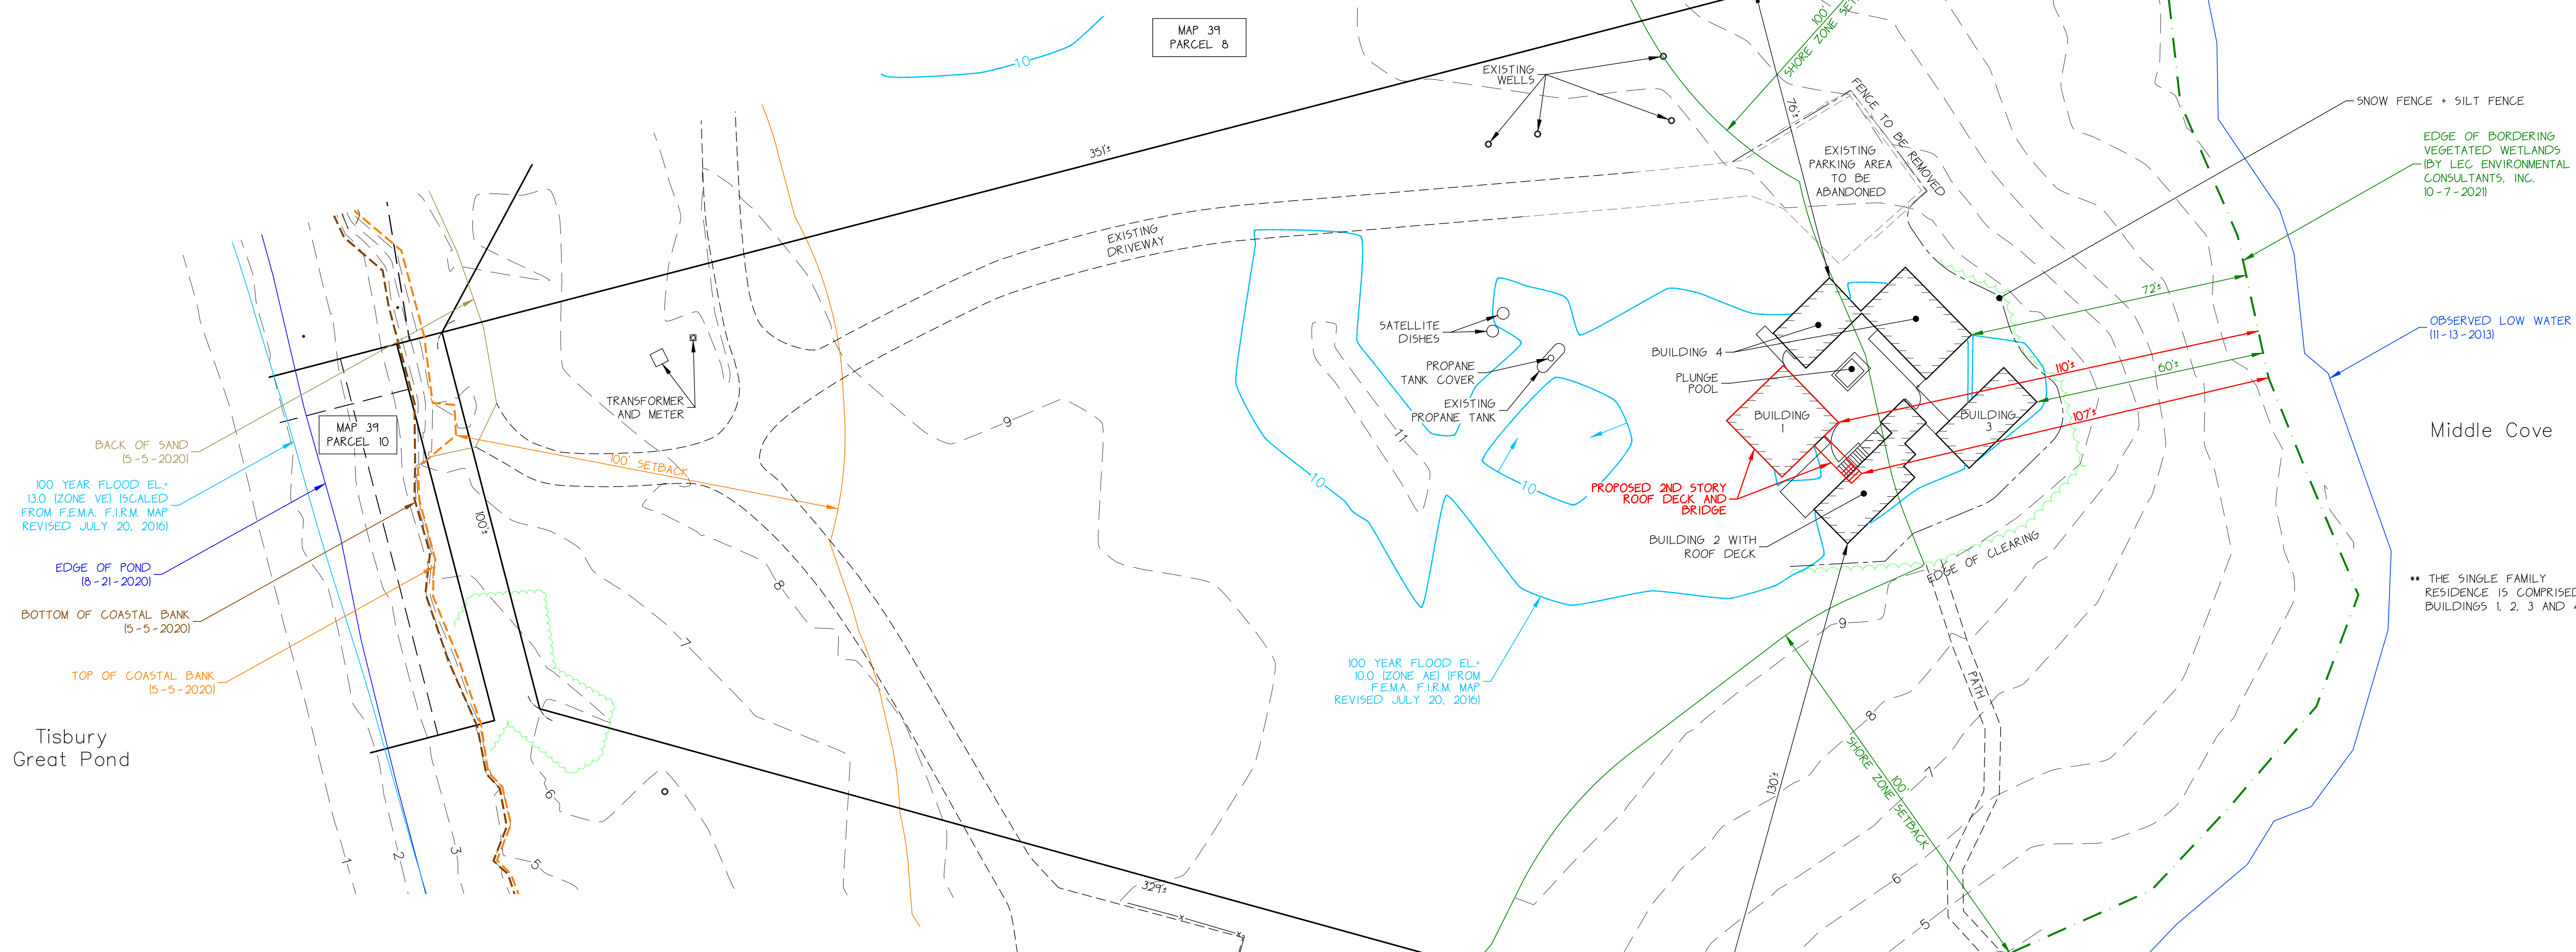 MAP 39
PARCEL 8
10
EXISTING
WELLS
100'
SHORE ZONE
76'±
FENCE TO BE REMOVED
SNOW FENCE + SILT FENCE
EXISTING
PARKING AREA
TO BE
ABANDONED
EDGE OF BORDERING
VEGETATED WETLANDS
(BY LEC ENVIRONMENTAL
CONSULTANTS, INC.
10-7-2021)
351'±
EXISTING
DRIVEWAY
72'±
OBSERVED LOW WATER
(11-13-2013)
SATELLITE
DISHES
PROPANE
TANK COVER
EXISTING
PROPANE TANK
BUILDING 4
PLUNGE
POOL
110'±
60'±
107'±
BUILDING
1
BUILDING
3
Middle Cove
TRANSFORMER
AND METER
9
11
10
10
MAP 39
PARCEL 10
BACK OF SAND
(5-5-2020)
100' SETBACK
100 YEAR FLOOD EL.=
13.0 (ZONE VE) (SCALED
FROM F.E.M.A. F.I.R.M. MAP
REVISED JULY 20, 2016)
100'±
PROPOSED 2ND STORY
ROOF DECK AND
BRIDGE
BUILDING 2 WITH
ROOF DECK
EDGE OF CLEARING
EDGE OF POND
(8-21-2020)
8
** THE SINGLE FAMILY
RESIDENCE IS COMPRISED
BUILDINGS 1, 2, 3 AND
BOTTOM OF COASTAL BANK
(5-5-2020)
7
9
TOP OF COASTAL BANK
(5-5-2020)
100 YEAR FLOOD EL.=
10.0 (ZONE AE) (FROM
F.E.M.A. F.I.R.M. MAP
REVISED JULY 20, 2016)
PATH
Tisbury
Great Pond
8
7
100'
SHORE ZONE SETBACK
130'±
6
1
2
3
5
329'±
6
5